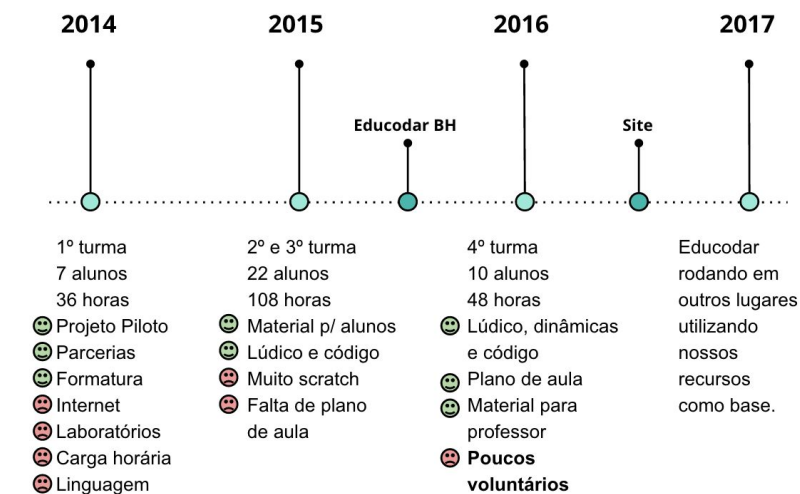 2014
2015
2016
2017
Educodar BH
Site
1º turma
7 alunos
36 horas
Projeto Piloto
Parcerias
Formatura
Internet
Laboratórios
Carga horária
Linguagem
2º e 3º turma
22 alunos
108 horas
Material p/ alunos
Lúdico e código
Muito scratch
Falta de plano
de aula
4º turma
10 alunos
48 horas
Lúdico, dinâmicas
e código
Plano de aula
Material para
professor
Poucos
voluntários
Educodar
rodando em
outros lugares
utilizando
nossos
recursos
como base.